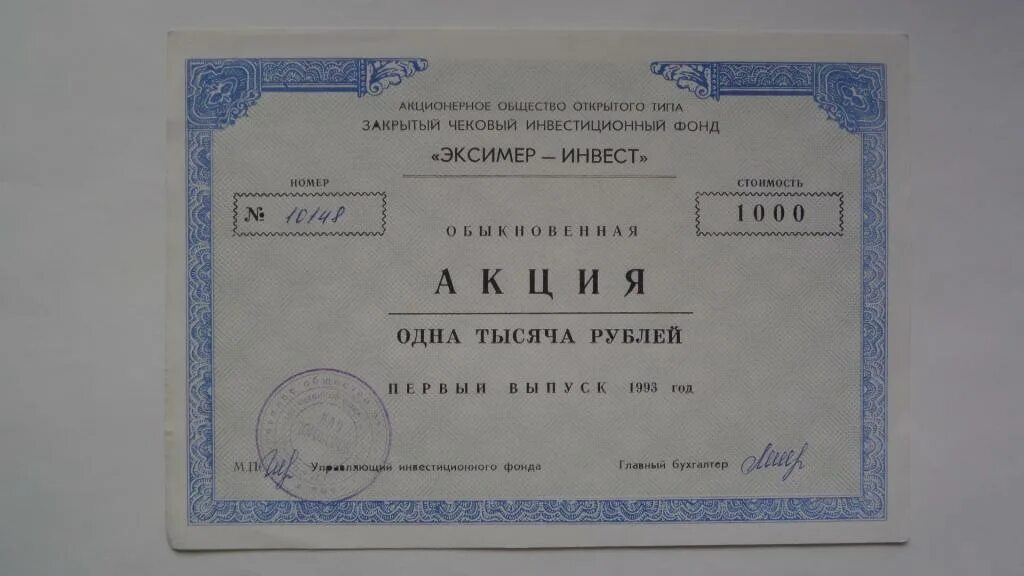 АКЦИОНЕРНОЕ ОБЩЕСТВО ОТКРЫТОГО ТИПА
ЗАКРЫТЫЙ ЧЕКОВЫЙ ИНВЕСТИЦИОННЫЙ ФОНД
«ЭКСИМЕР — ИНВЕСТ»
НОМЕР
№ 10148
СТОИМОСТЬ
1000
ОБЫКНОВЕННАЯ
АКЦИЯ
ОДНА ТЫСЯЧА РУБЛЕЙ
ПЕРВЫЙ ВЫПУСК 1993 год
М.П.
Управляющий инвестиционного фонда
Главный бухгалтер